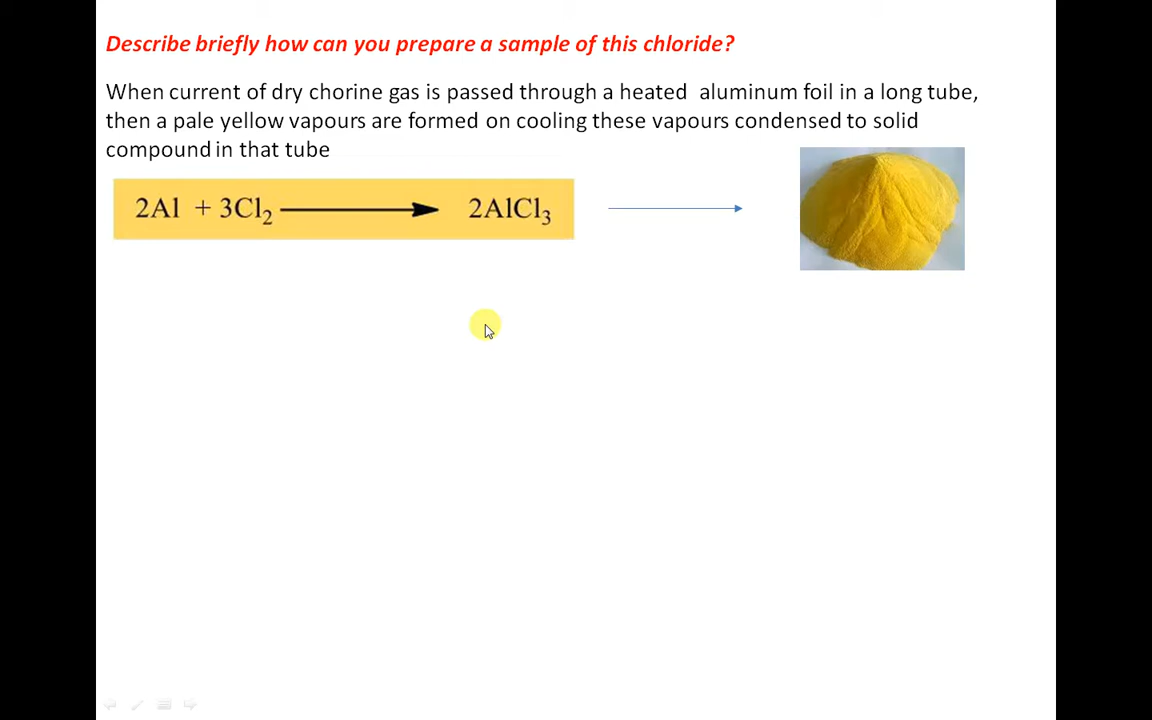 Describe briefly how can you prepare a sample of this chloride?
When current of dry chorine gas is passed through a heated aluminum foil in a long tube,
then a pale yellow vapours are formed on cooling these vapours condensed to solid
compound in that tube
2Al + 3Cl₂ ⟶ 2AlCl₃